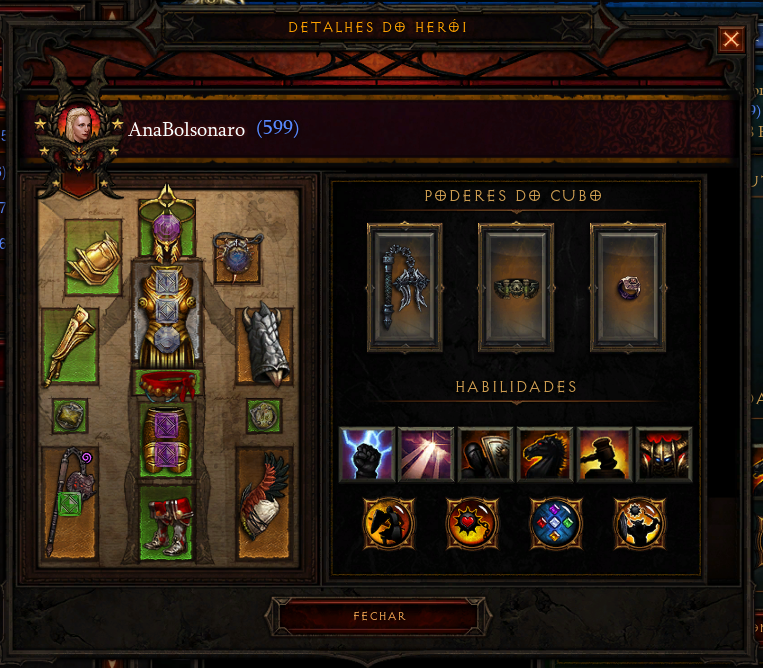 DETALHES DO HERÓI
AnaBolsonaro (599)
PODERES DO CUBO
HABILIDADES
FECHAR